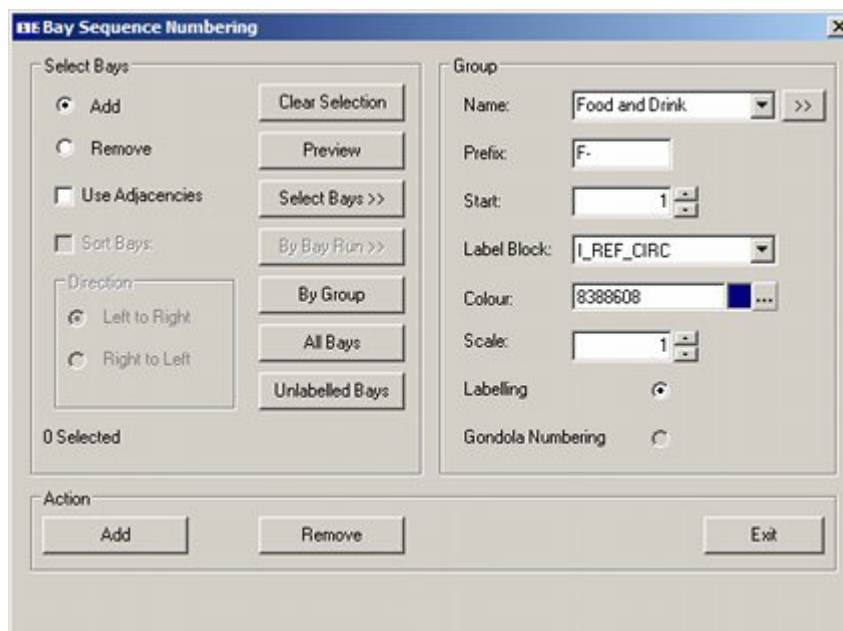 Bay Sequence Numbering
Select Bays
Add
Remove
Use Adjacencies
Sort Bays:
Direction
Left to Right
Right to Left
0 Selected
Clear Selection
Preview
Select Bays >>
By Bay Run >>
By Group
All Bays
Unlabelled Bays
Group
Name: Food and Drink >>
Prefix: F-
Start: 1
Label Block: I_REF_CIRC
Colour: 8388608 ...
Scale: 1
Labelling
Gondola Numbering
Action
Add Remove Exit